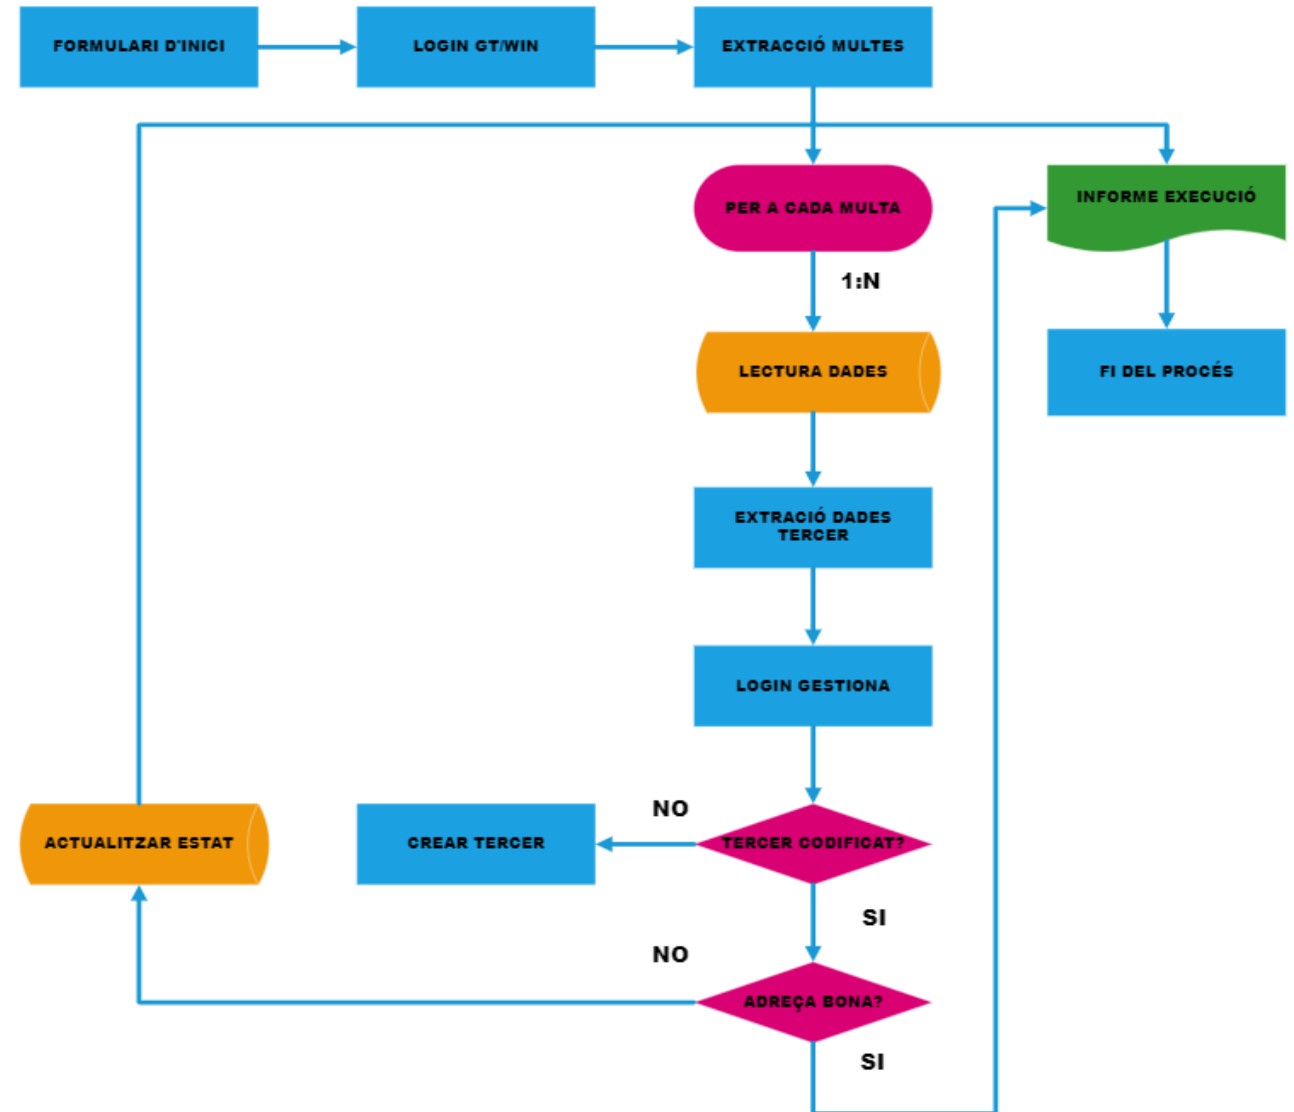 FORMULARI D'INICI
LOGIN GT/WIN
EXTRACCIÓ MULTES
PER A CADA MULTA
INFORME EXECUCIÓ
1:N
LECTURA DADES
FI DEL PROCÉS
EXTRACIÓ DADES
TERCER
LOGIN GESTIONA
NO
ACTUALITZAR ESTAT
CREAR TERCER
TERCER CODIFICAT?
SI
NO
ADREÇA BONA?
SI